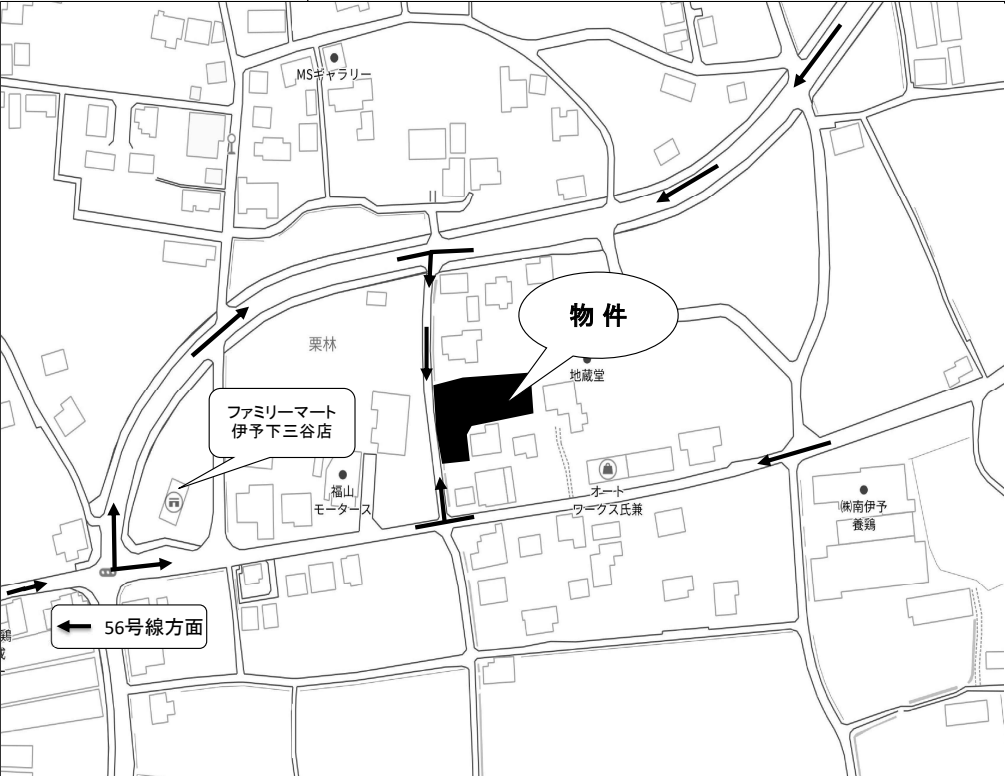 MSギャラリー
物 件
栗林
地蔵堂
ファミリーマート
伊予下三谷店
福山
モータース
オート
ワークス氏兼
㈱南伊予
養鶏
56号線方面
鶏